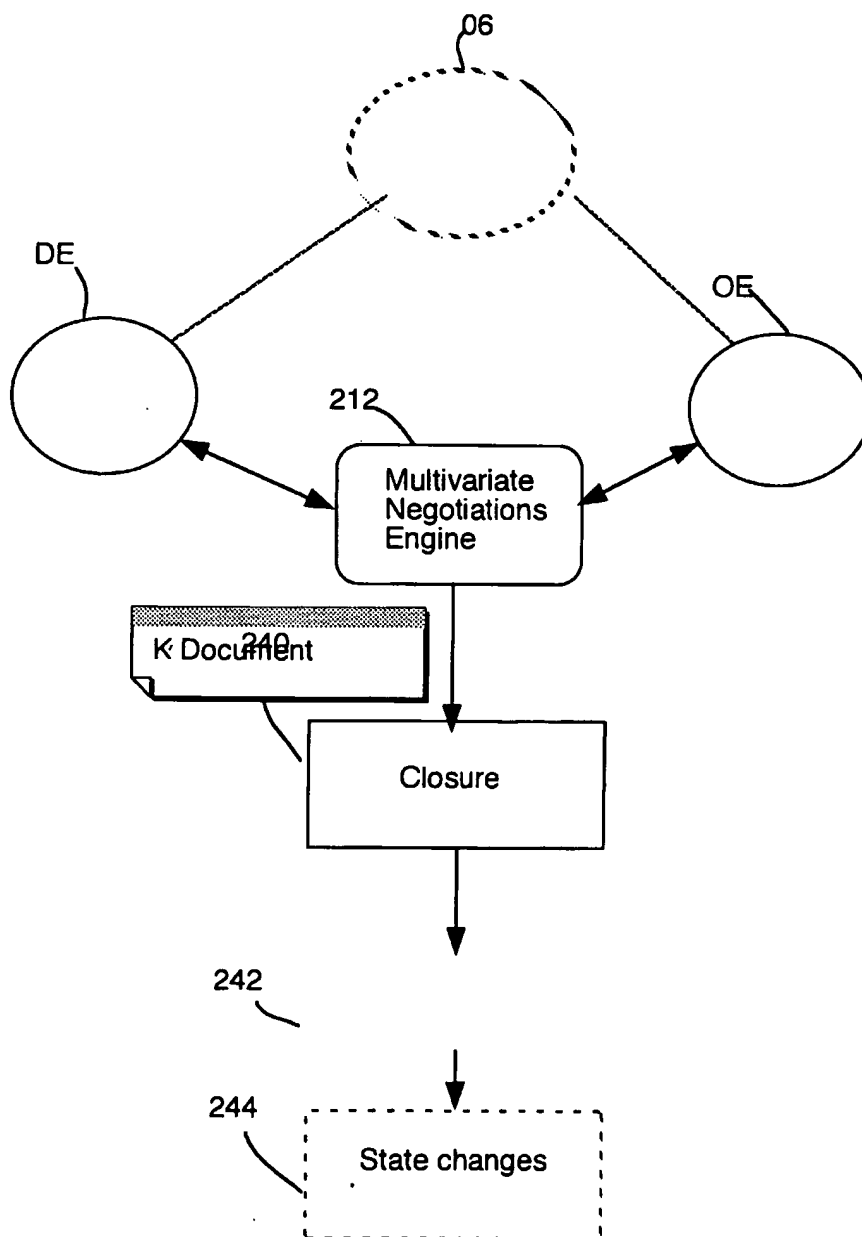 06
DE
OE
212
Multivariate
Negotiations
Engine
240
K Document
Closure
242
244
State changes